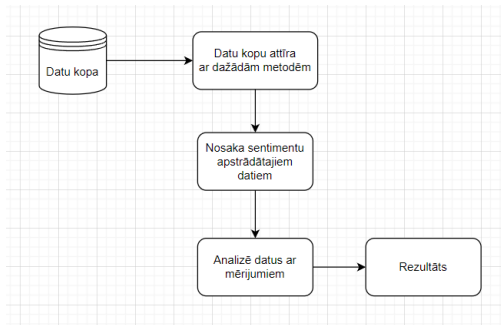 Datu kopa
Datu kopu attīra
ar dažādām metodēm
Nosaka sentimentu
apstrādātajiem
datiem
Analizē datus ar
mērījumiem
Rezultāts